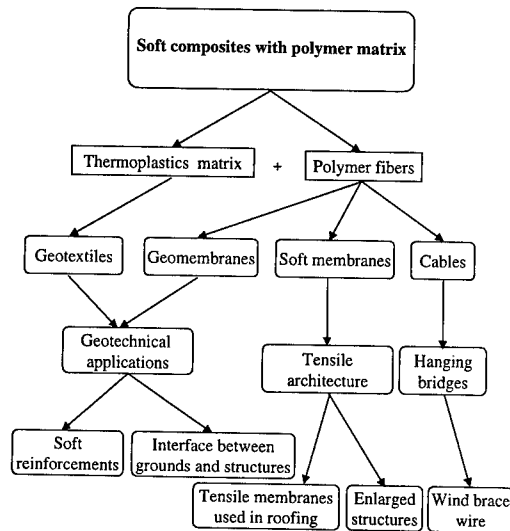 Soft composites with polymer matrix
Thermoplastics matrix + Polymer fibers
Geotextiles
Geomembranes
Soft membranes
Cables
Geotechnical
applications
Tensile
architecture
Hanging
bridges
Soft
reinforcements
Interface between
grounds and structures
Tensile membranes
used in roofing
Enlarged
structures
Wind brace
wire